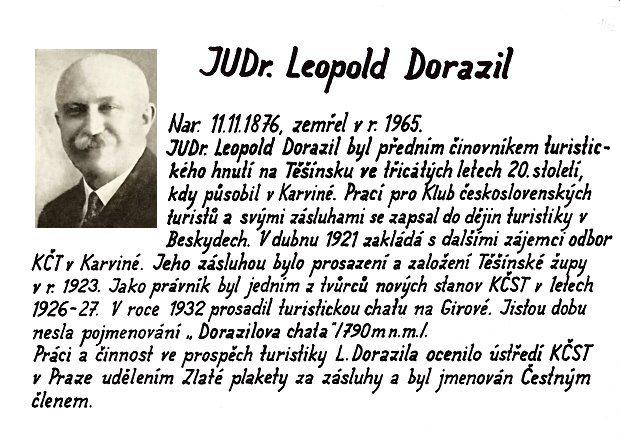 JUDr. Leopold Dorazil
Nar. 11.11.1876, zemřel v r. 1965.
JUDr. Leopold Dorazil byl předním činovníkem turistic-
kého hnutí na Těšínsku ve třicátých letech 20. století,
kdy působil v Karviné. Prací pro Klub československých
turistů a svými zásluhami se zapsal do dějin turistiky v
Beskydech. V dubnu 1921 zakládá s dalšími zájemci odbor
KČT v Karviné. Jeho zásluhou bylo prosazení a založení Těšínské župy
v r. 1923. Jako právník byl jedním z tvůrců nových stanov KČST v letech
1926-27. V roce 1932 prosadil turistickou chatu na Girové. Jistou dobu
nesla pojmenování „Dorazilova chata"/790m n.m./.
Práci a činnost ve prospěch turistiky L. Dorazila ocenilo ústředí KČST
v Praze udělením Zlaté plakety za zásluhy a byl jmenován Čestným
členem.